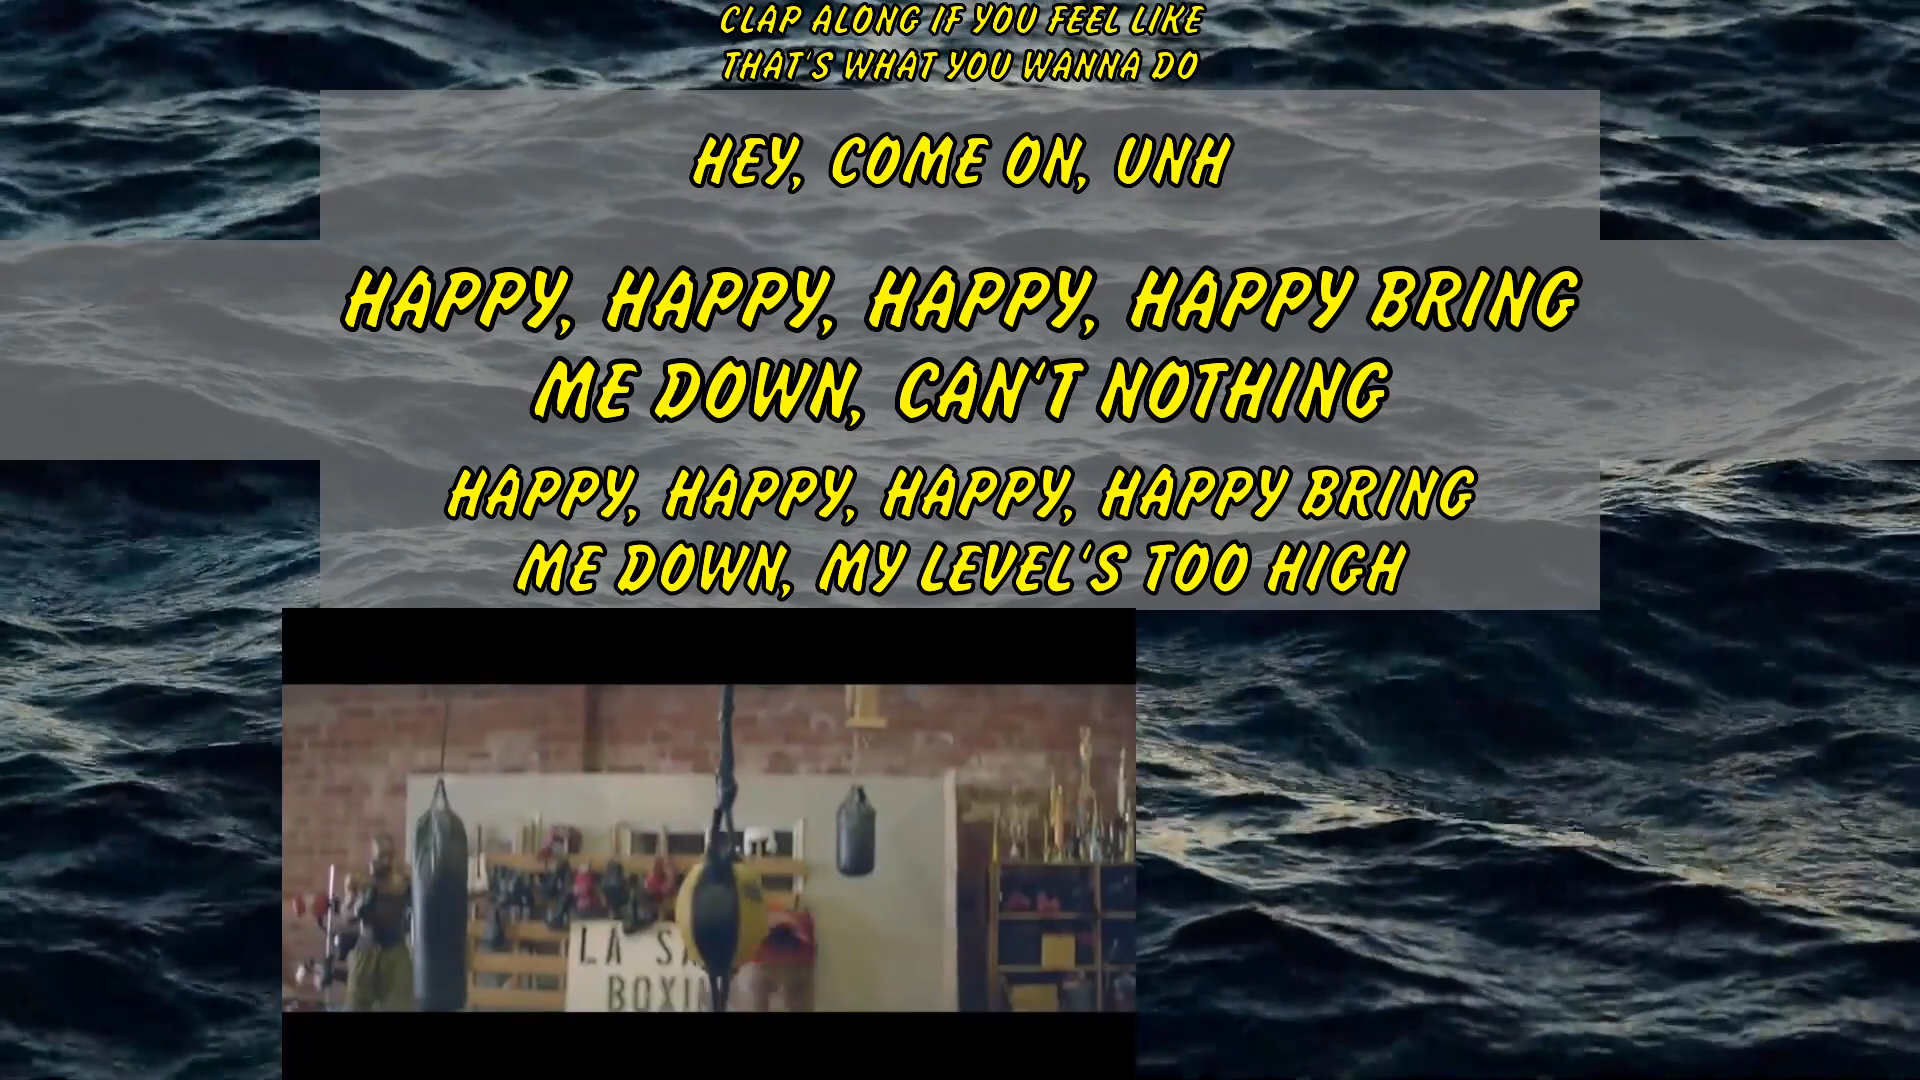 CLAP ALONG IF YOU FEEL LIKE
THAT'S WHAT YOU WANNA DO
HEY, COME ON, UNH
HAPPY, HAPPY, HAPPY, HAPPY BRING
ME DOWN, CAN'T NOTHING
HAPPY, HAPPY, HAPPY, HAPPY BRING
ME DOWN, MY LEVEL'S TOO HIGH
LA